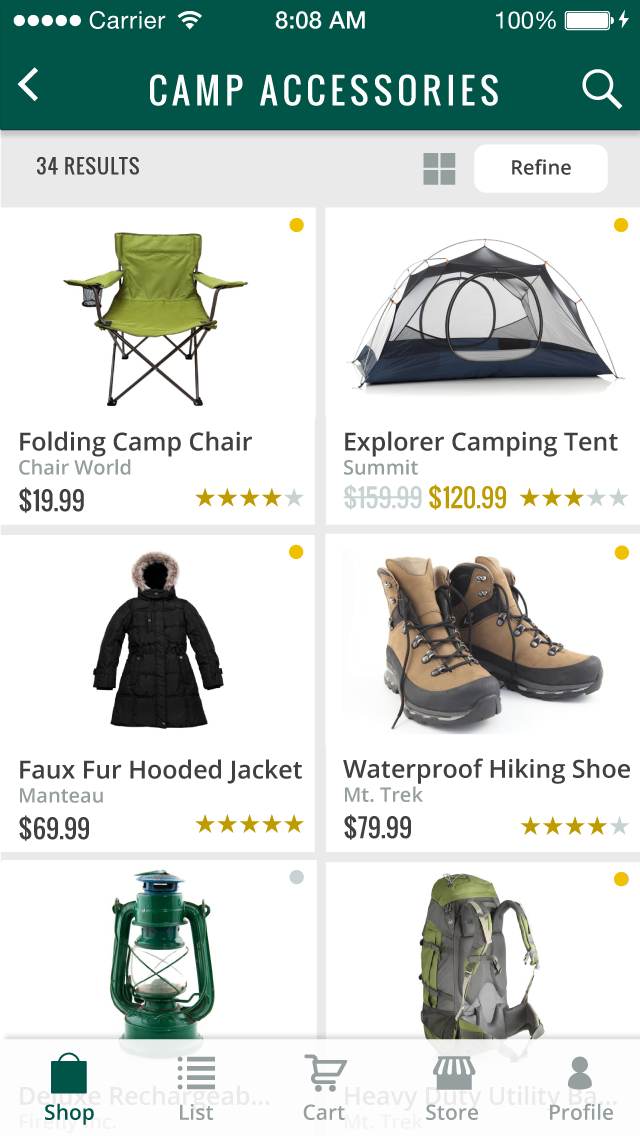 Carrier 8:08 AM 100%
CAMP ACCESSORIES
34 RESULTS Refine
Folding Camp Chair
Chair World
$19.99
Explorer Camping Tent
Summit
$159.99 $120.99
Faux Fur Hooded Jacket
Manteau
$69.99
Waterproof Hiking Shoe
Mt. Trek
$79.99
Deluxe Rechargeab...
Firefly Inc.
Heavy Duty Utility Ba...
Mt. Trek
Shop List Cart Store Profile